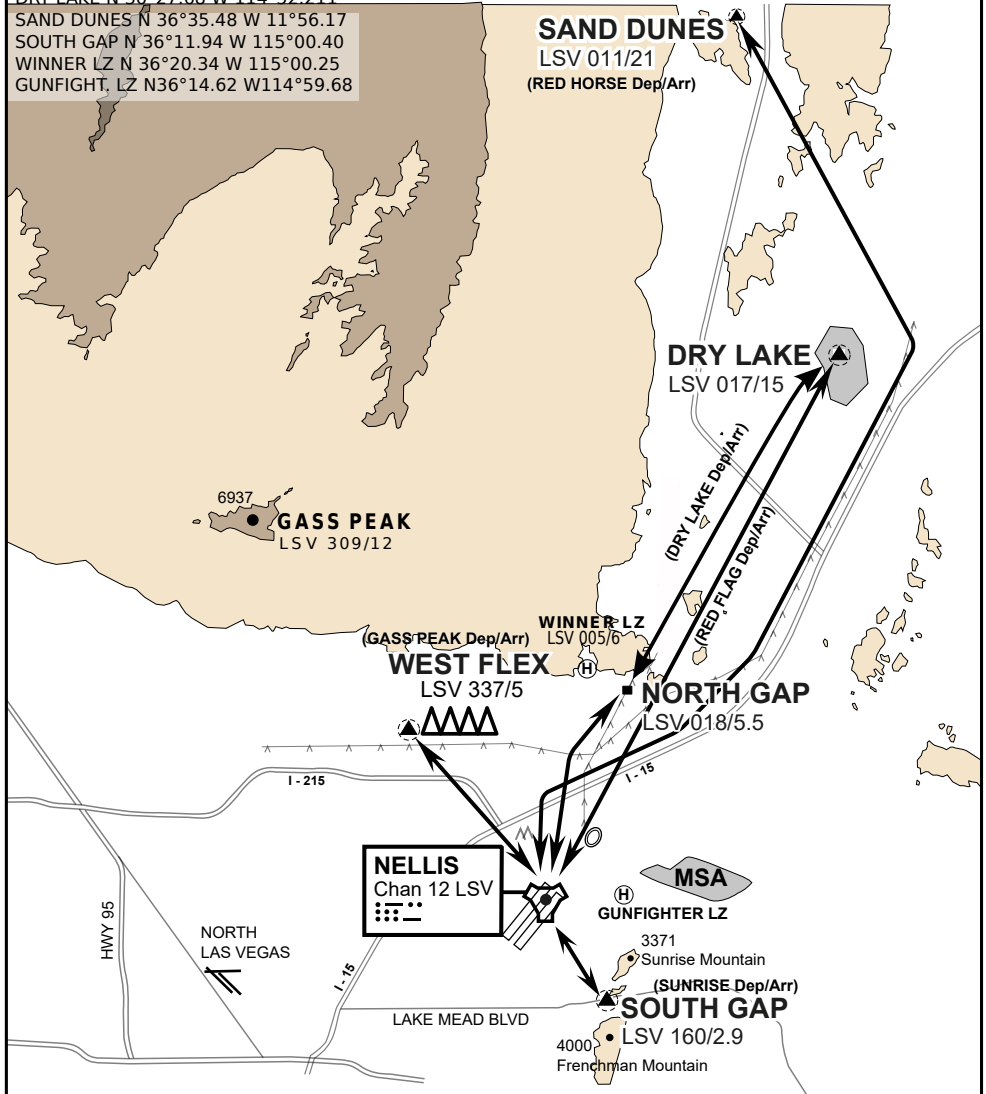 SAND DUNES N 36°35.48 W 11°56.17
SOUTH GAP N 36°11.94 W 115°00.40
WINNER LZ N 36°20.34 W 115°00.25
GUNFIGHT. LZ N36°14.62 W114°59.68
SAND DUNES
LSV 011/21
(RED HORSE Dep/Arr)
DRY LAKE
LSV 017/15
(DRY LAKE Dep/Arr)
(RED FLAG Dep/Arr)
6937
GASS PEAK
LSV 309/12
WINNER LZ
LSV 005/6
H
(GASS PEAK Dep/Arr)
WEST FLEX
LSV 337/5
NORTH GAP
LSV 018/5.5
I - 15
I - 215
NELLIS
Chan 12 LSV
MSA
H
GUNFIGHTER LZ
HWY 95
NORTH
LAS VEGAS
I - 15
3371
Sunrise Mountain
(SUNRISE Dep/Arr)
SOUTH GAP
LSV 160/2.9
LAKE MEAD BLVD
4000
Frenchman Mountain